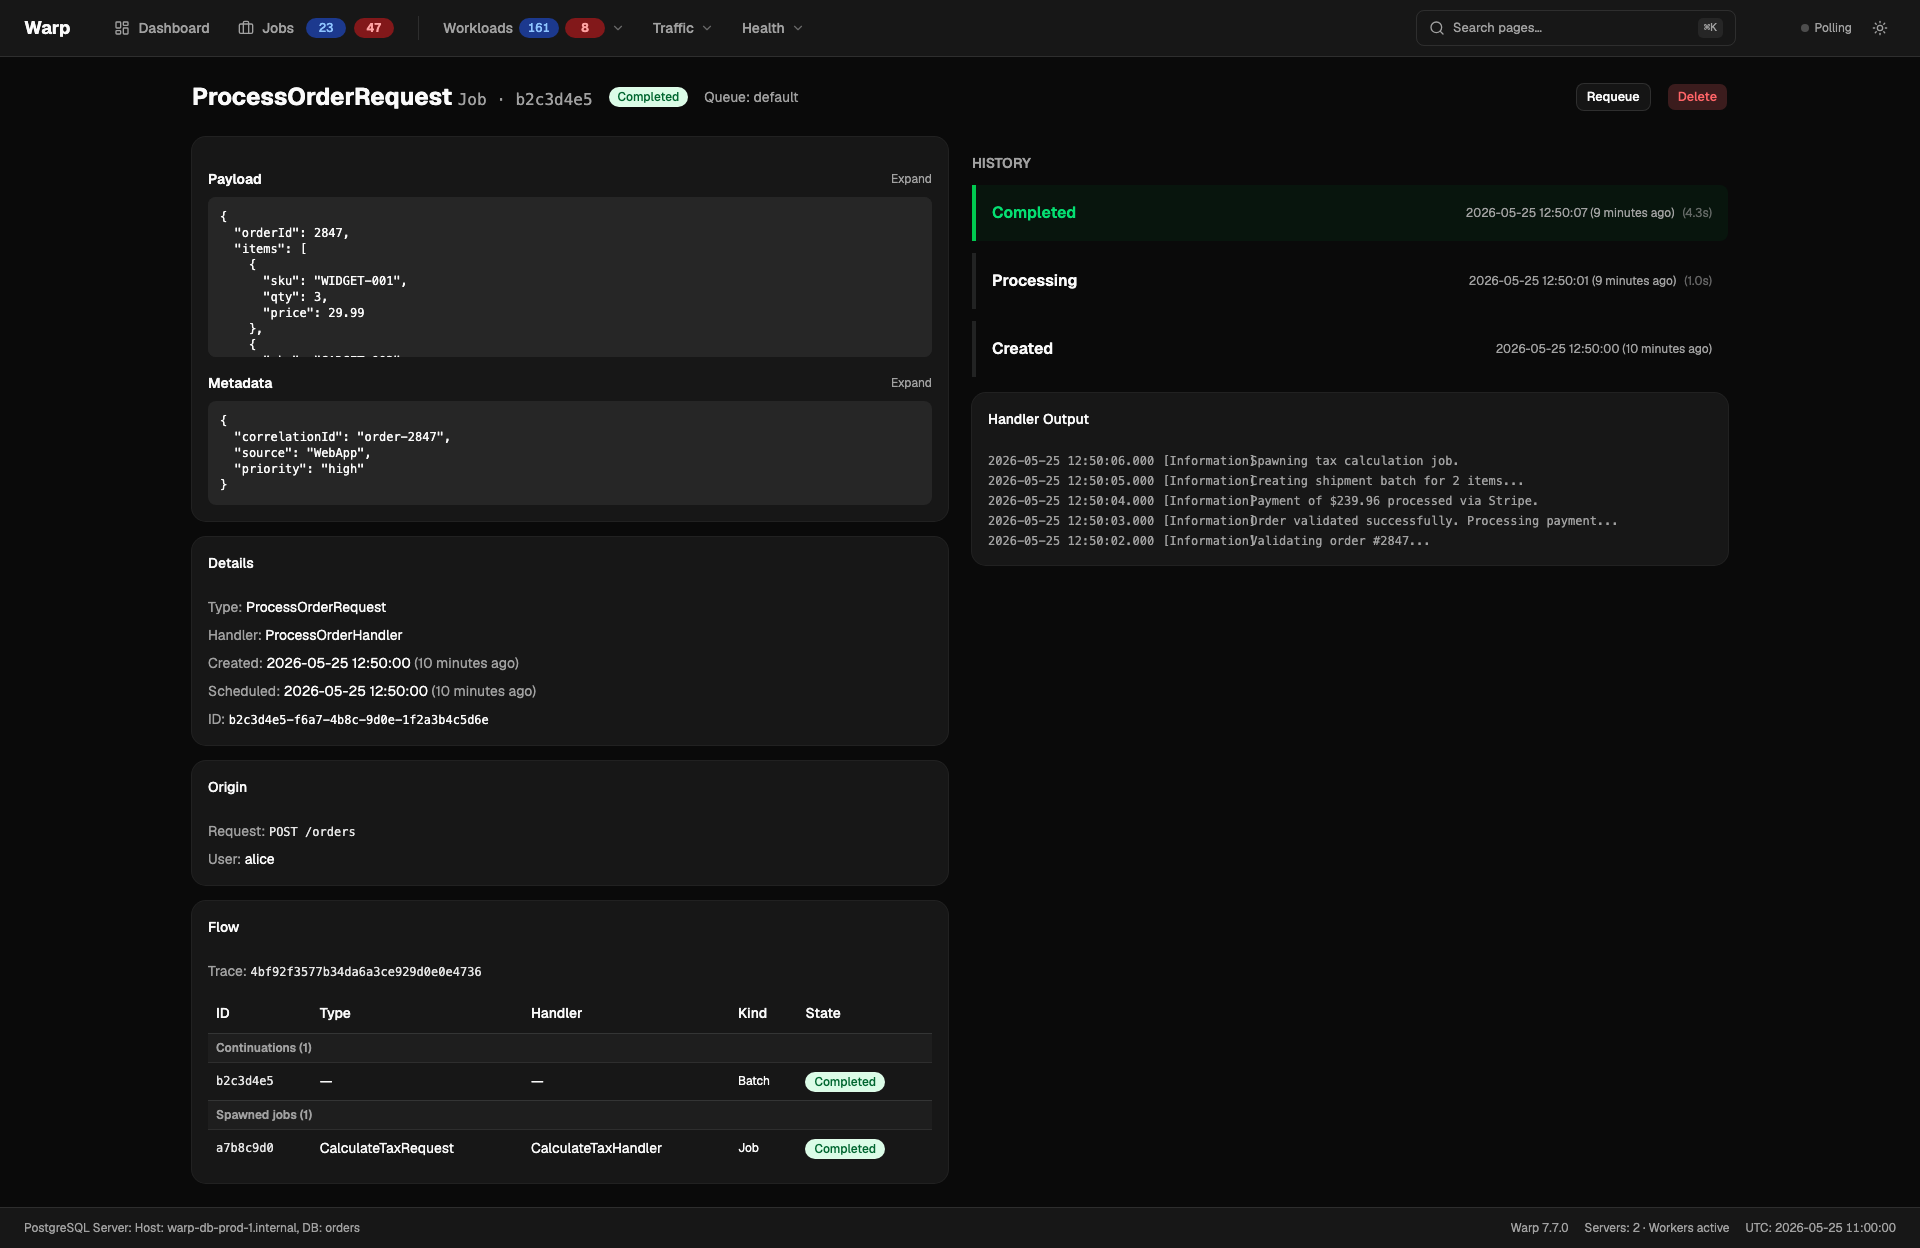 Warp Dashboard Jobs 23 47 Workloads 161 8 Traffic Health Search pages... ⌘K Polling
ProcessOrderRequest Job · b2c3d4e5 Completed Queue: default Requeue Delete
Payload Expand
{
"orderId": 2847,
"items": [
{
"sku": "WIDGET-001",
"qty": 3,
"price": 29.99
},
{
Metadata Expand
{
"correlationId": "order-2847",
"source": "WebApp",
"priority": "high"
}
Details
Type: ProcessOrderRequest
Handler: ProcessOrderHandler
Created: 2026-05-25 12:50:00 (10 minutes ago)
Scheduled: 2026-05-25 12:50:00 (10 minutes ago)
ID: b2c3d4e5-f6a7-4b8c-9d0e-1f2a3b4c5d6e
Origin
Request: POST /orders
User: alice
Flow
Trace: 4bf92f3577b34da6a3ce929d0e0e4736
ID Type Handler Kind State
Continuations (1)
b2c3d4e5 — — Batch Completed
Spawned jobs (1)
a7b8c9d0 CalculateTaxRequest CalculateTaxHandler Job Completed
HISTORY
Completed 2026-05-25 12:50:07 (9 minutes ago) (4.3s)
Processing 2026-05-25 12:50:01 (9 minutes ago) (1.0s)
Created 2026-05-25 12:50:00 (10 minutes ago)
Handler Output
2026-05-25 12:50:06.000 [Information] Spawning tax calculation job.
2026-05-25 12:50:05.000 [Information] Creating shipment batch for 2 items...
2026-05-25 12:50:04.000 [Information] Payment of $239.96 processed via Stripe.
2026-05-25 12:50:03.000 [Information] Order validated successfully. Processing payment...
2026-05-25 12:50:02.000 [Information] Validating order #2847...
PostgreSQL Server: Host: warp-db-prod-1.internal, DB: orders Warp 7.7.0 Servers: 2 · Workers active UTC: 2026-05-25 11:00:00